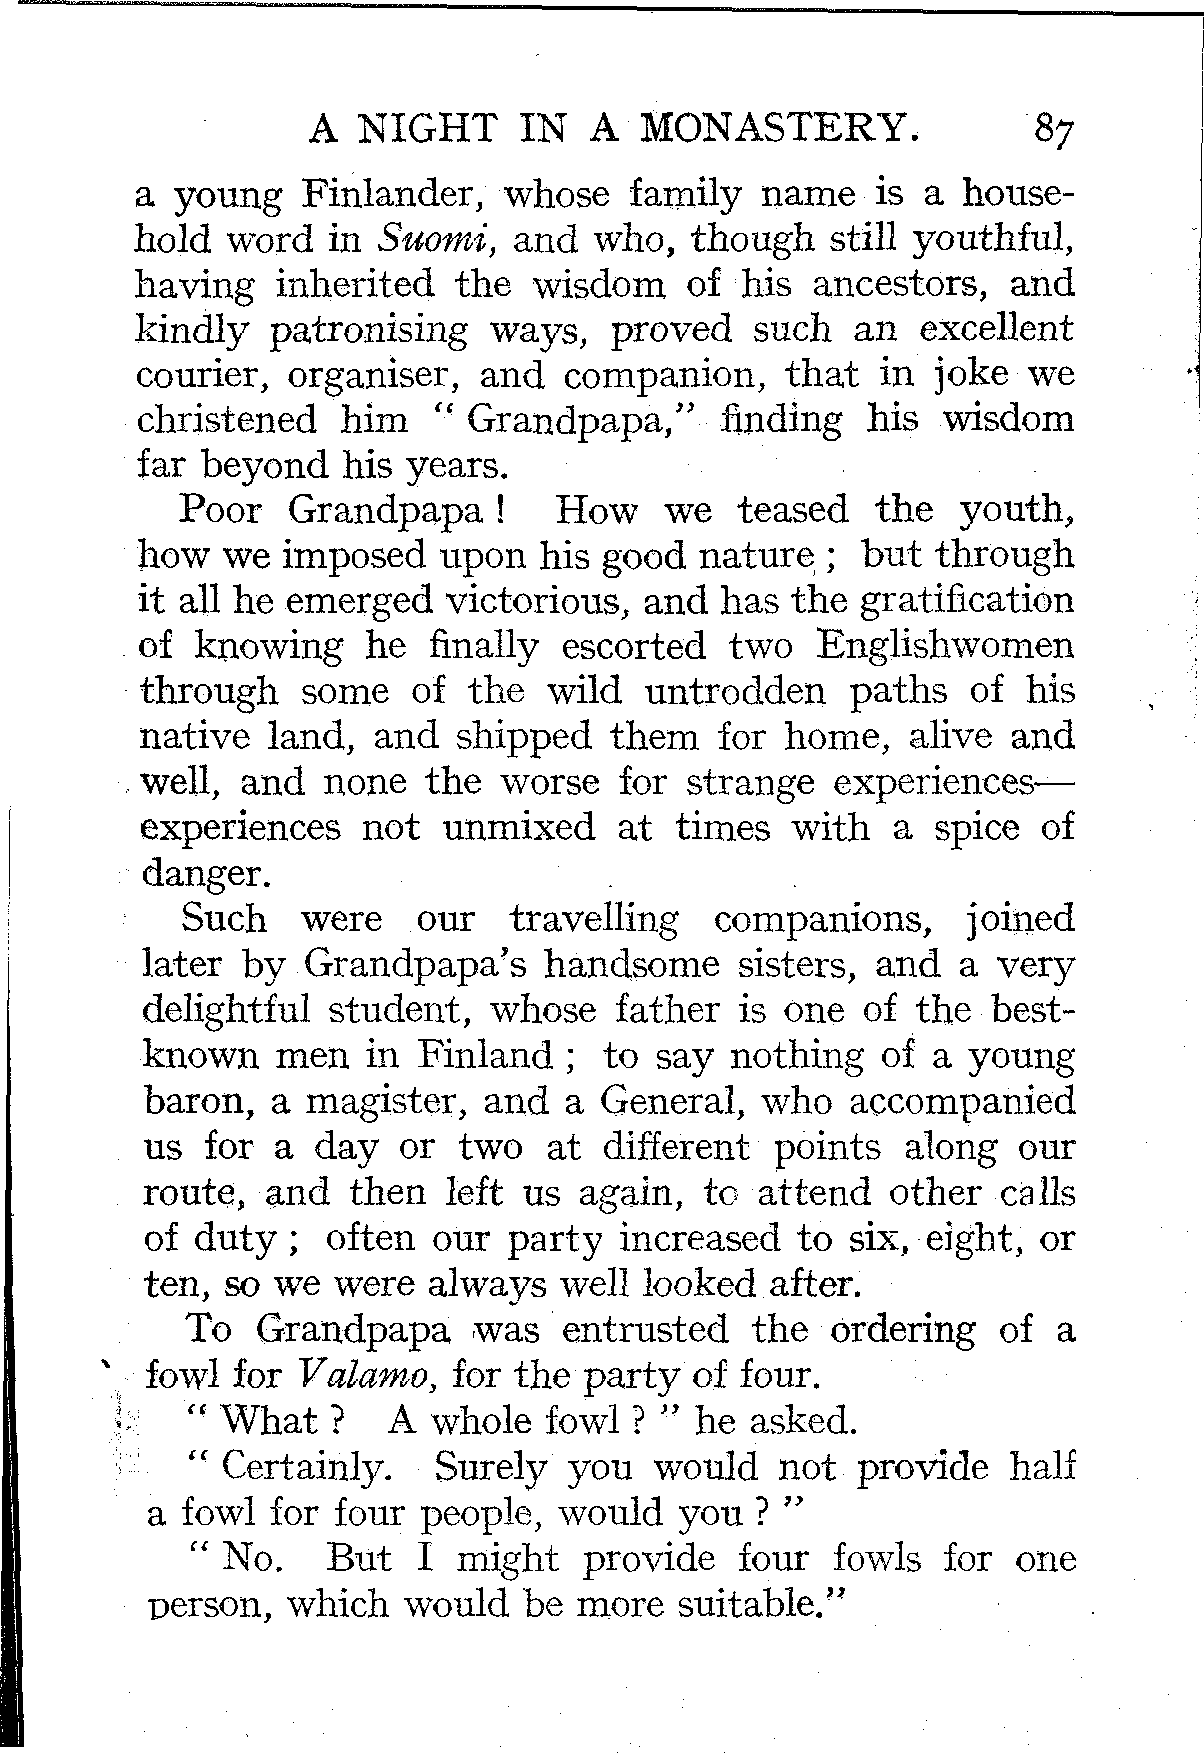 A NIGHT IN A MONASTERY. 87
a young Finlander, whose family name is a house-
hold word in Suomi, and who, though still youthful,
having inherited the wisdom of his ancestors, and
kindly patronising ways, proved such an excellent
courier, organiser, and companion, that in joke we
christened him “ Grandpapa,” finding his wisdom
far beyond his years.
Poor Grandpapa ! How we teased the youth,
how we imposed upon his good nature ; but through
it all he emerged victorious, and has the gratification
of knowing he finally escorted two Englishwomen
through some of the wild untrodden paths of his
native land, and shipped them for home, alive and
well, and none the worse for strange experiences—
experiences not unmixed at times with a spice of
danger.
Such were our travelling companions, joined
later by Grandpapa’s handsome sisters, and a very
delightful student, whose father is one of the best-
known men in Finland ; to say nothing of a young
baron, a magister, and a General, who accompanied
us for a day or two at different points along our
route, and then left us again, to attend other calls
of duty ; often our party increased to six, eight, or
ten, so we were always well looked after.
To Grandpapa was entrusted the ordering of a
fowl for Valamo, for the party of four.
“ What ? A whole fowl ? ” he asked.
“ Certainly. Surely you would not provide half
a fowl for four people, would you ? ”
“ No. But I might provide four fowls for one
person, which would be more suitable.”